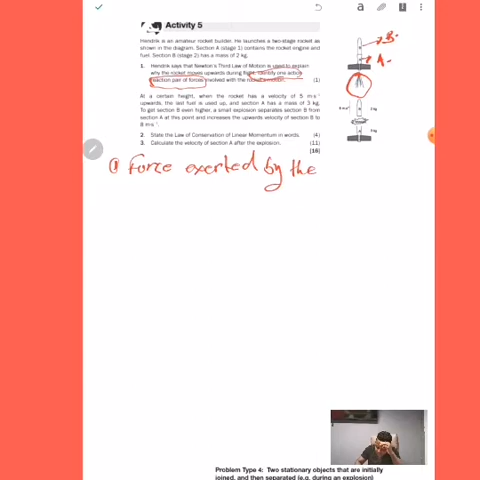 Activity 5
Hendrik is an amateur rocket builder. He launches a two-stage rocket as
shown in the diagram. Section A (stage 1) contains the rocket engine and
fuel. Section B (stage 2) has a mass of 2 kg.
1. Hendrik says that Newton's Third Law of Motion is used to explain
why the rocket moves upwards during flight. Identify one action
reaction pair of forces involved with the rocket's motion. (1)
At a certain height, when the rocket has a velocity of 5 m·s⁻¹
upwards, the last fuel is used up, and section A has a mass of 3 kg.
To get section B even higher, a small explosion separates section B from
section A at this point and increases the velocity of section B to
8 m·s⁻¹.
2. State the Law of Conservation of Linear Momentum in words. (4)
3. Calculate the velocity of section A after the explosion. (11)
[16]
B.
A.
① Force exerted by the
Problem Type 4: Two stationary objects that are initially
joined, and then separated (e.g. during an explosion)